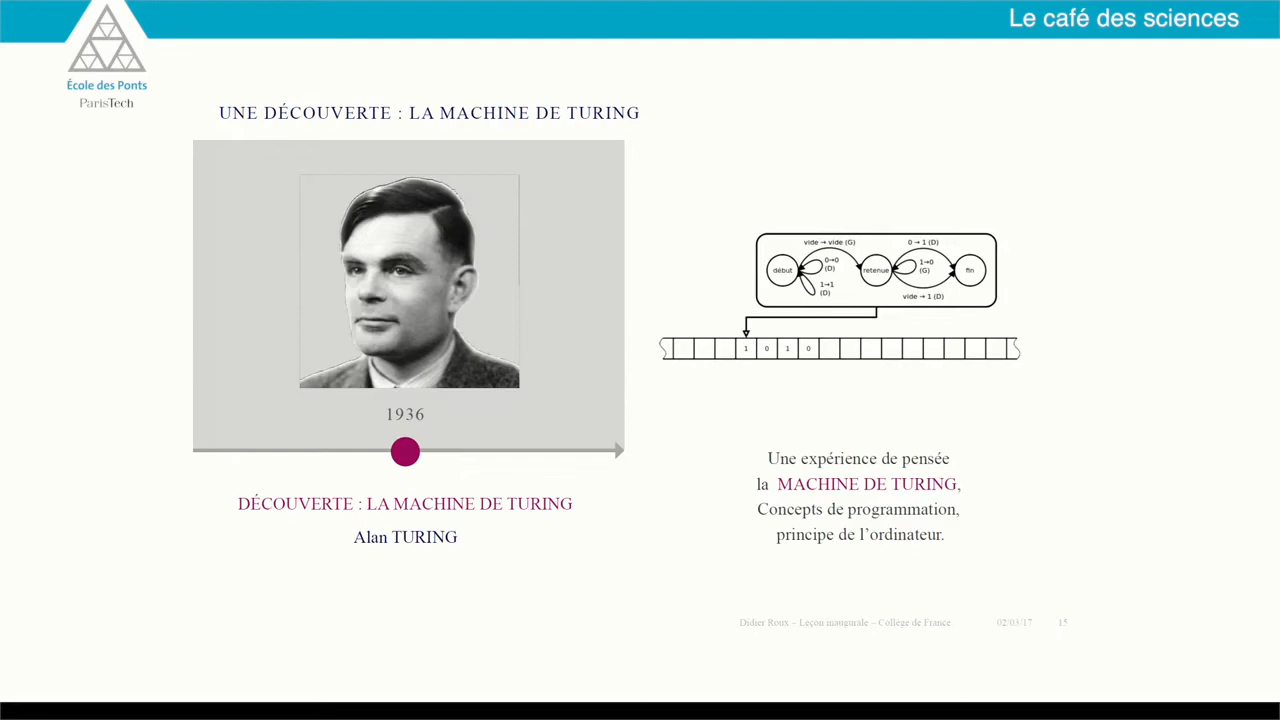 Le café des sciences
École des Ponts
ParisTech
UNE DÉCOUVERTE : LA MACHINE DE TURING
vide → vide (G)
0 → 1 (D)
0→0
(D)
1→0
(G)
début
retenue
fin
1→1
(D)
vide → 1 (D)
1 0 1 0
1936
Une expérience de pensée
la MACHINE DE TURING,
Concepts de programmation,
principe de l’ordinateur.
DÉCOUVERTE : LA MACHINE DE TURING
Alan TURING
Didier Roux – Leçon inaugurale – Collège de France 02/03/17 15